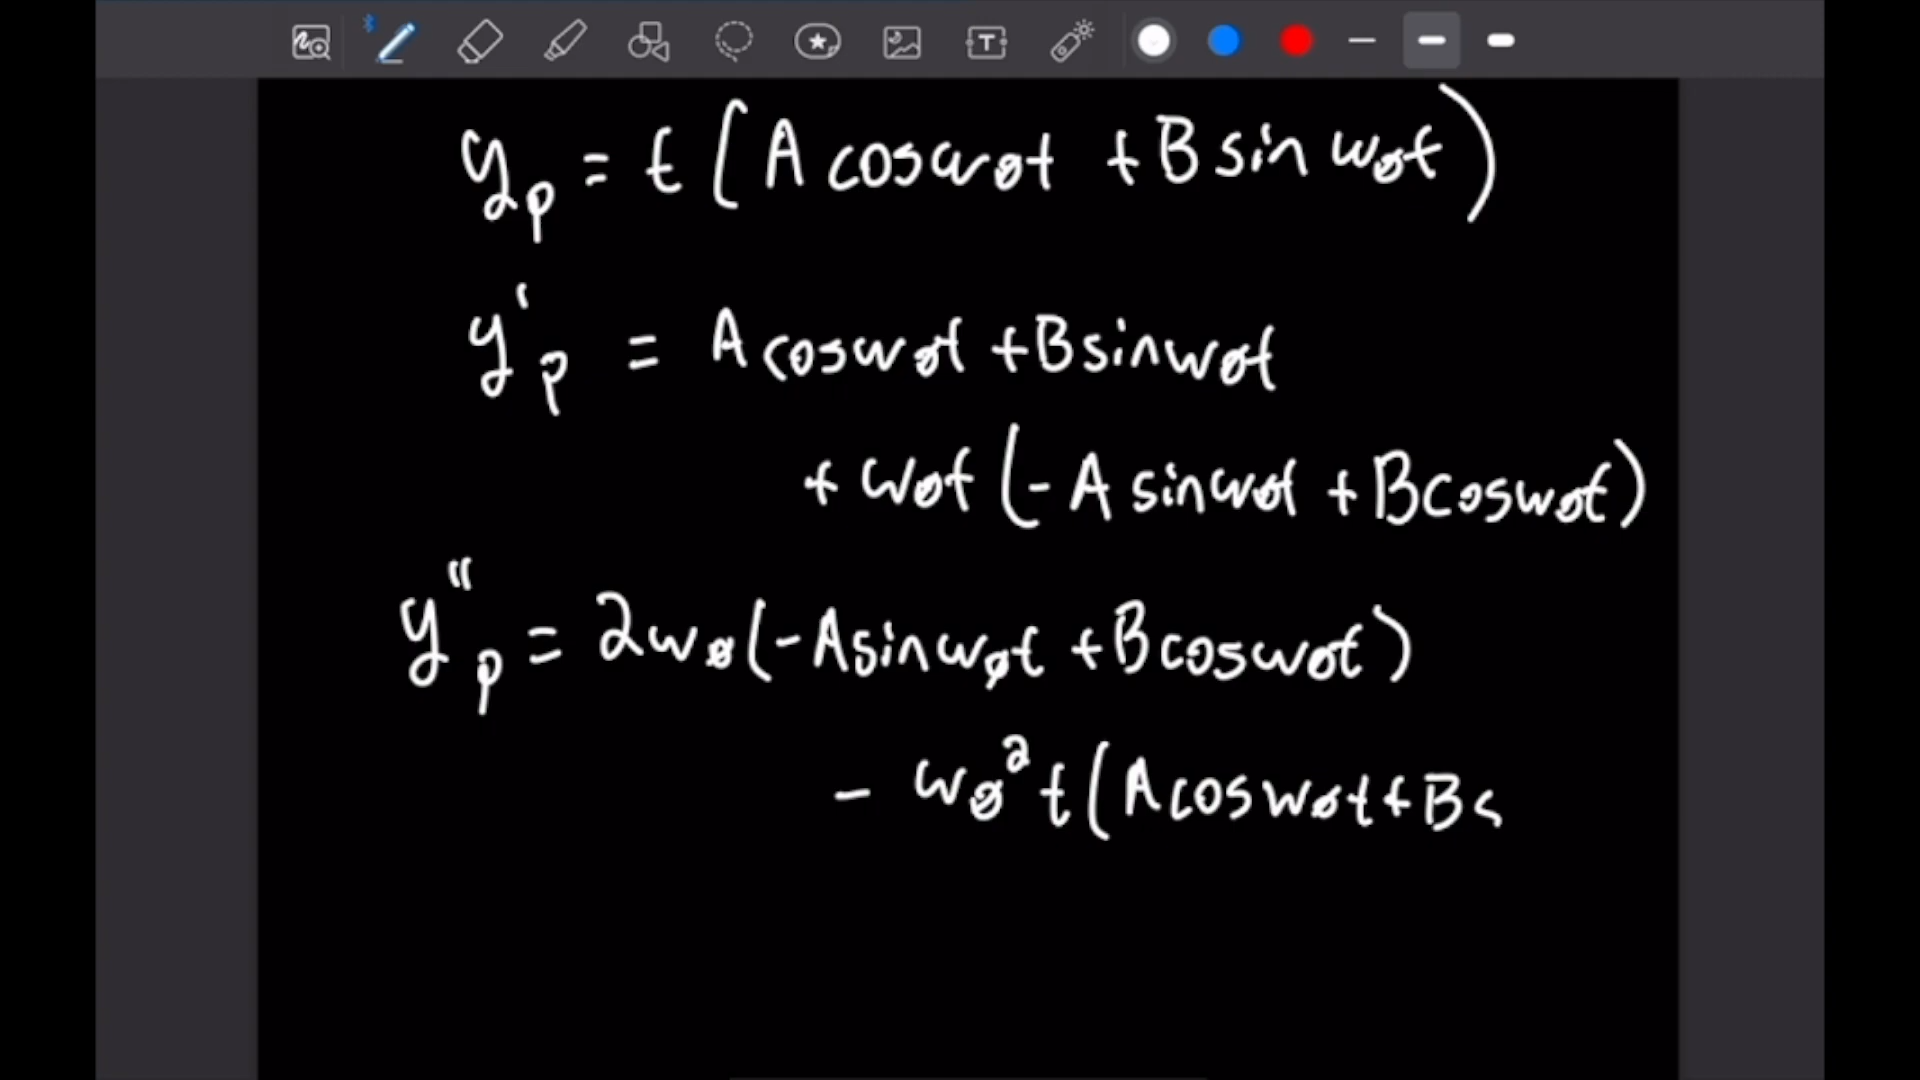 yₚ = t (A cosω₀t + B sin ω₀t)
y'ₚ = A cosω₀t + B sinω₀t
+ ω₀t (-A sinω₀t + B cosω₀t)
y"ₚ = 2ω₀(-A sinω₀t + B cosω₀t)
- ω₀²t (A cosω₀t + B s